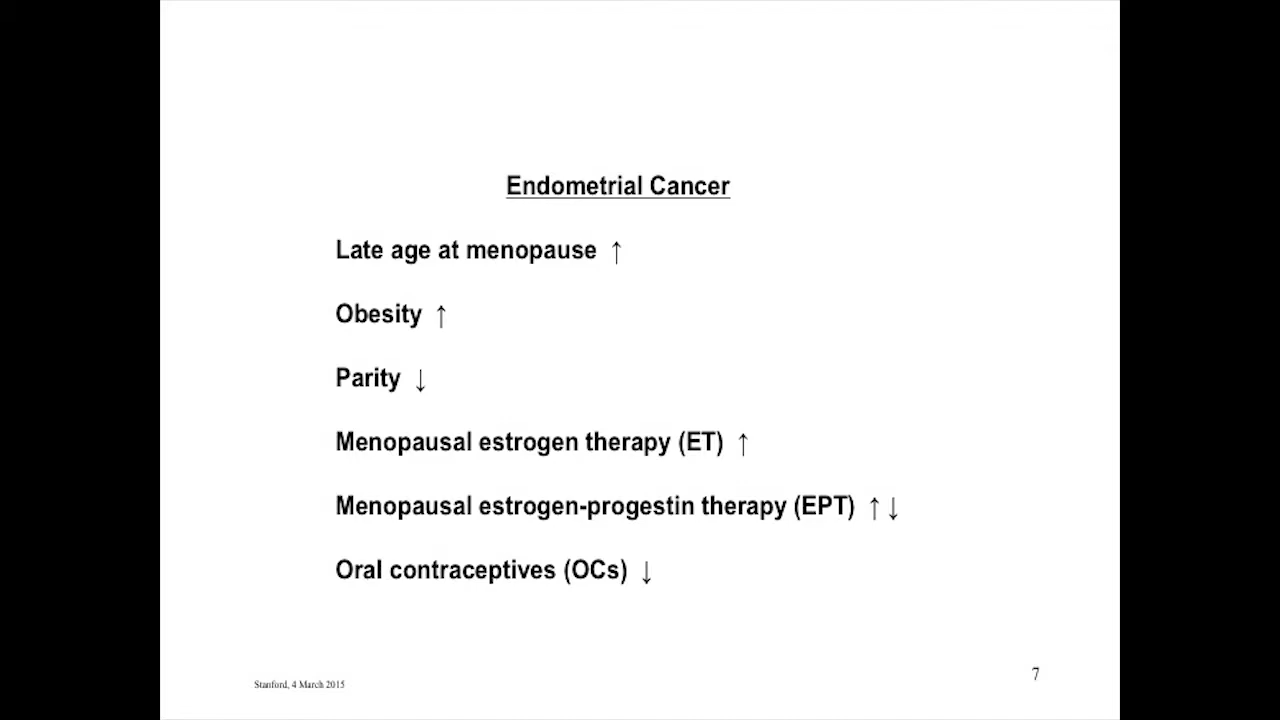 Endometrial Cancer
Late age at menopause ↑
Obesity ↑
Parity ↓
Menopausal estrogen therapy (ET) ↑
Menopausal estrogen-progestin therapy (EPT) ↑ ↓
Oral contraceptives (OCs) ↓
Stanford, 4 March 2015
7